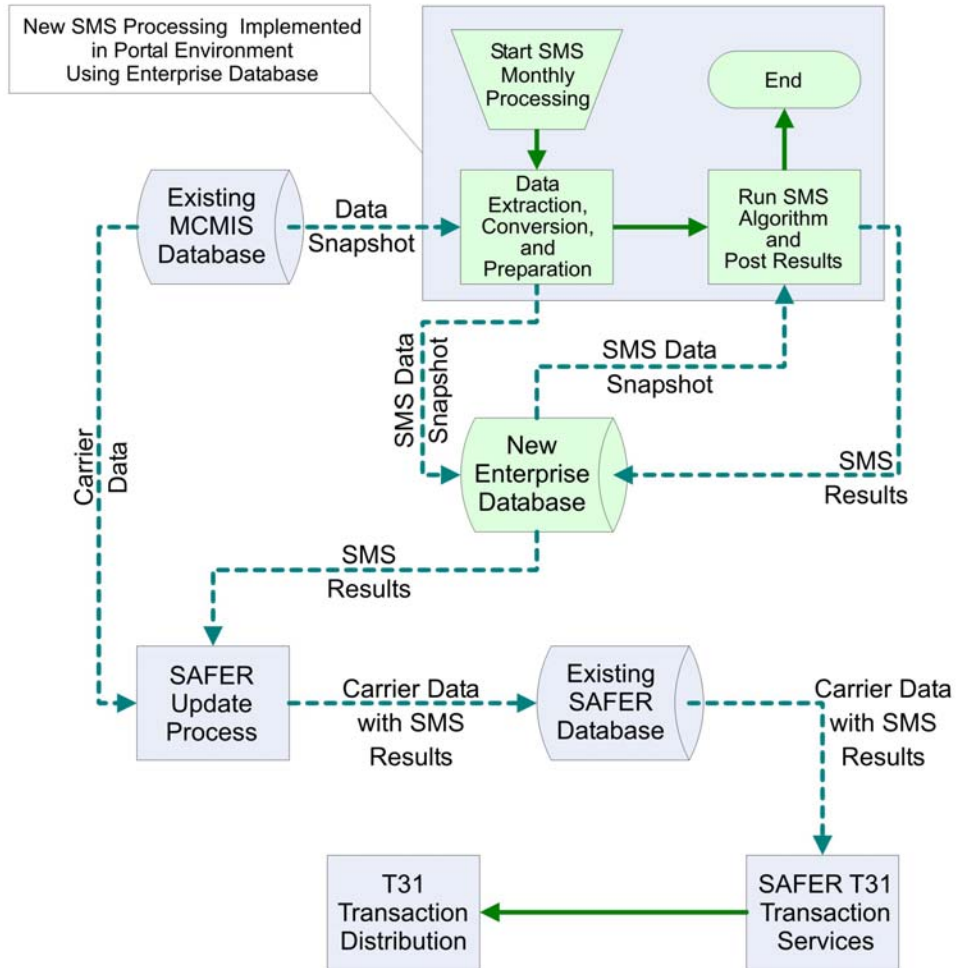 New SMS Processing Implemented
in Portal Environment
Using Enterprise Database
Start SMS
Monthly
Processing
End
Existing
MCMIS
Database
Data
Snapshot
Data
Extraction,
Conversion,
and
Preparation
Run SMS
Algorithm
and
Post Results
SMS Data
Snapshot
SMS Data
Snapshot
New
Enterprise
Database
SMS
Results
Carrier
Data
SMS
Results
SAFER
Update
Process
Carrier Data
with SMS
Results
Existing
SAFER
Database
Carrier Data
with SMS
Results
T31
Transaction
Distribution
SAFER T31
Transaction
Services